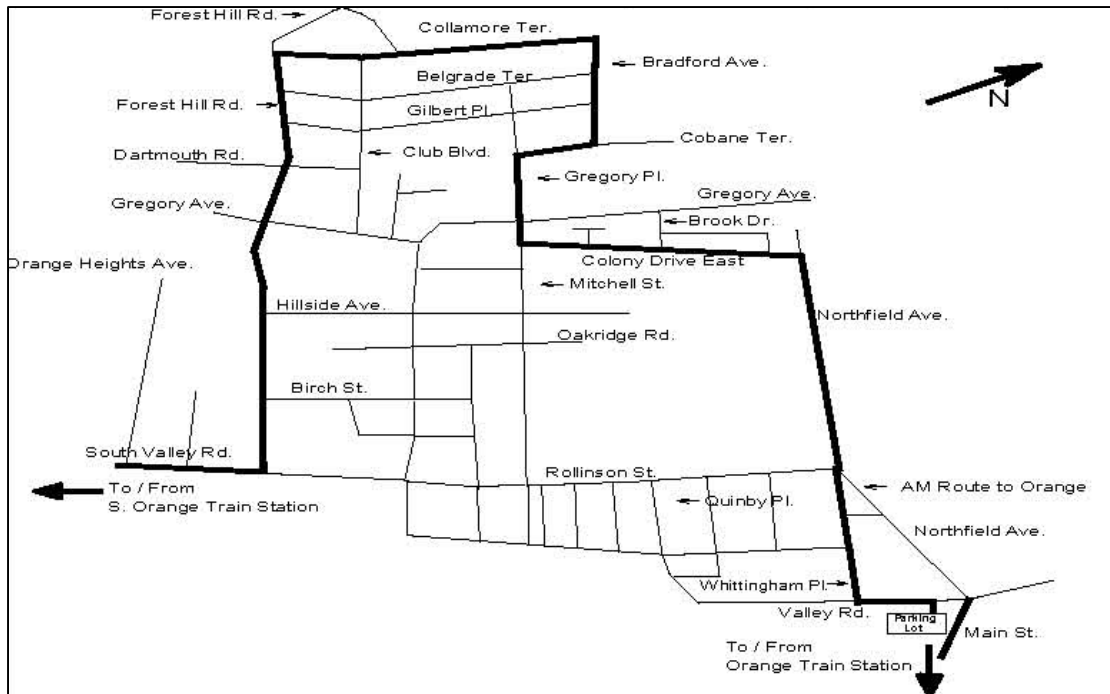 Forest Hill Rd.
Collamore Ter.
Bradford Ave.
Belgrade Ter
N
Forest Hill Rd.
Gilbert Pl.
Cobane Ter.
Dartmouth Rd.
Club Blvd.
Gregory Pl.
Gregory Ave.
Gregory Ave.
Brook Dr.
Orange Heights Ave.
Colony Drive East
Mitchell St.
Hillside Ave.
Northfield Ave.
Oakridge Rd.
Birch St.
South Valley Rd.
Rollinson St.
To / From
S. Orange Train Station
AM Route to Orange
Quinby Pl.
Northfield Ave.
Whittingham Pl.
Valley Rd.
Parking
Lot
Main St.
To / From
Orange Train Station